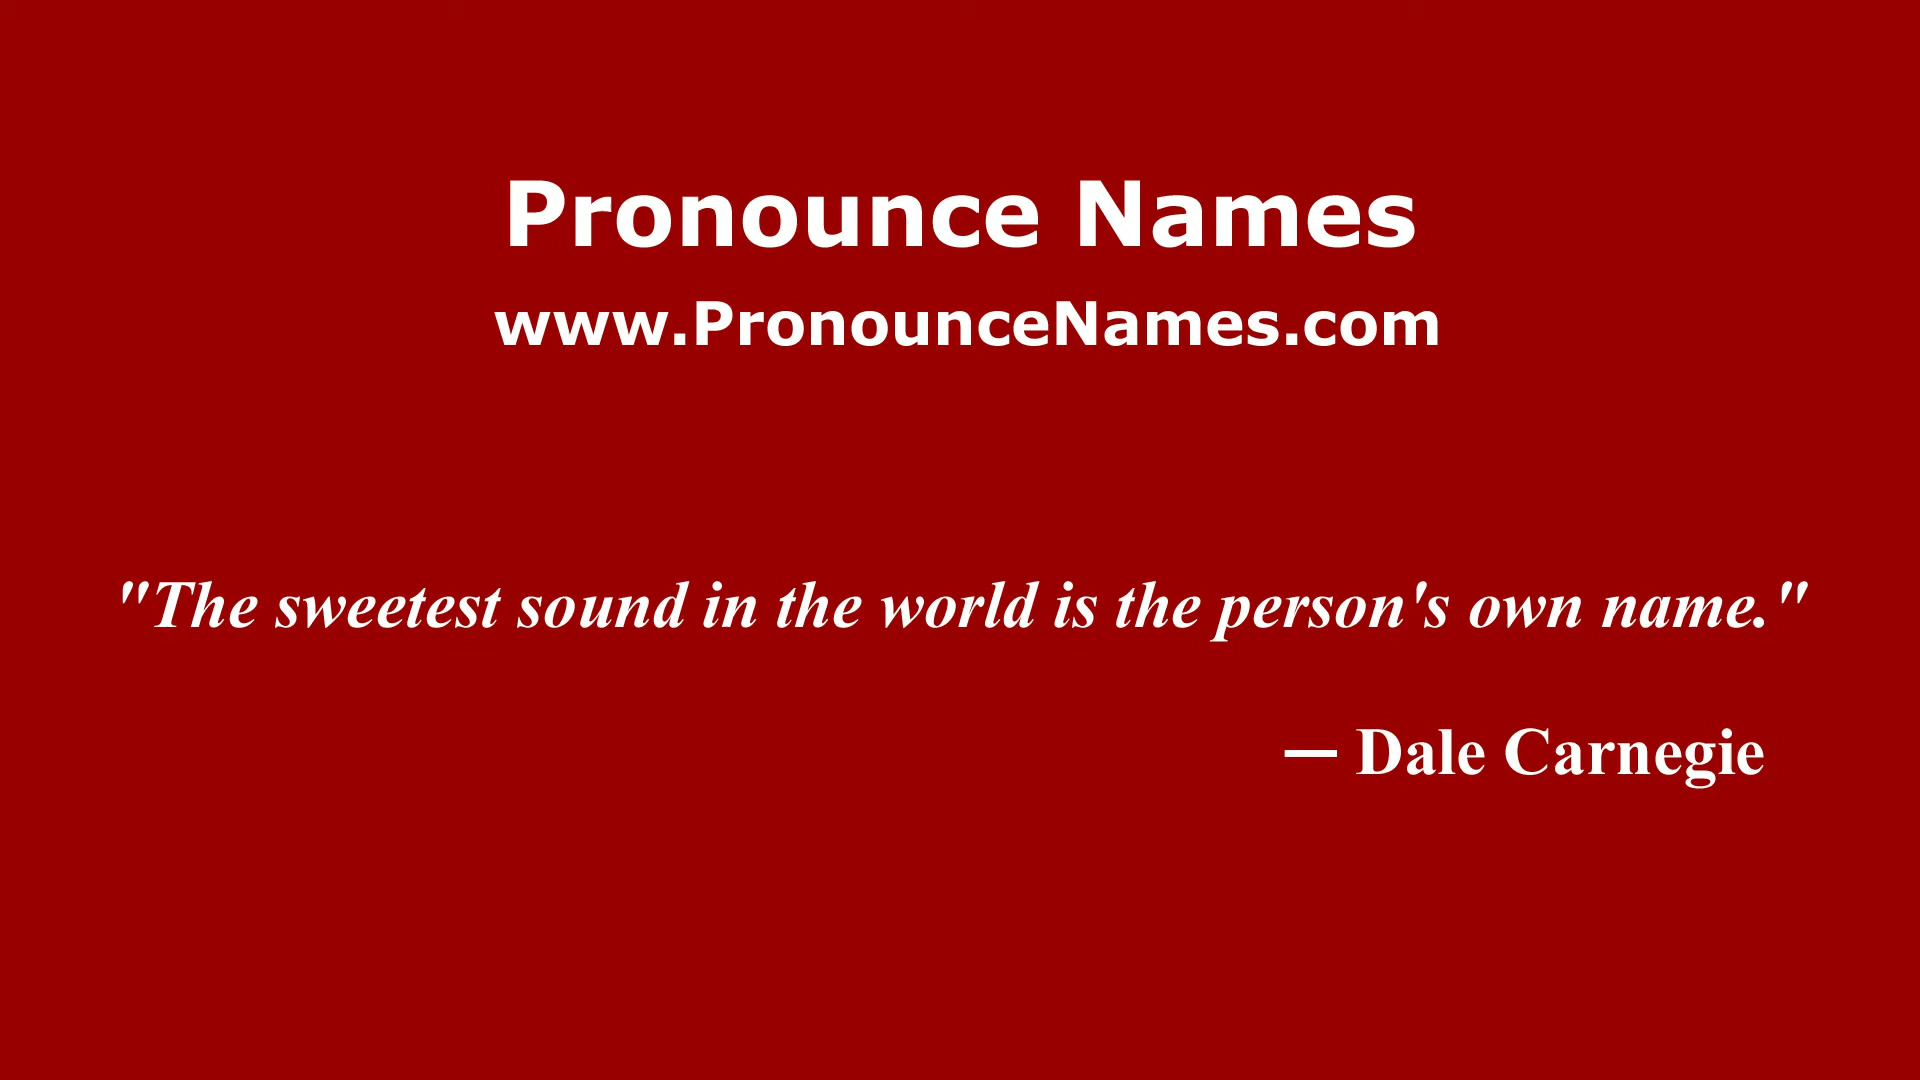 Pronounce Names
www.PronounceNames.com
"The sweetest sound in the world is the person's own name."
— Dale Carnegie